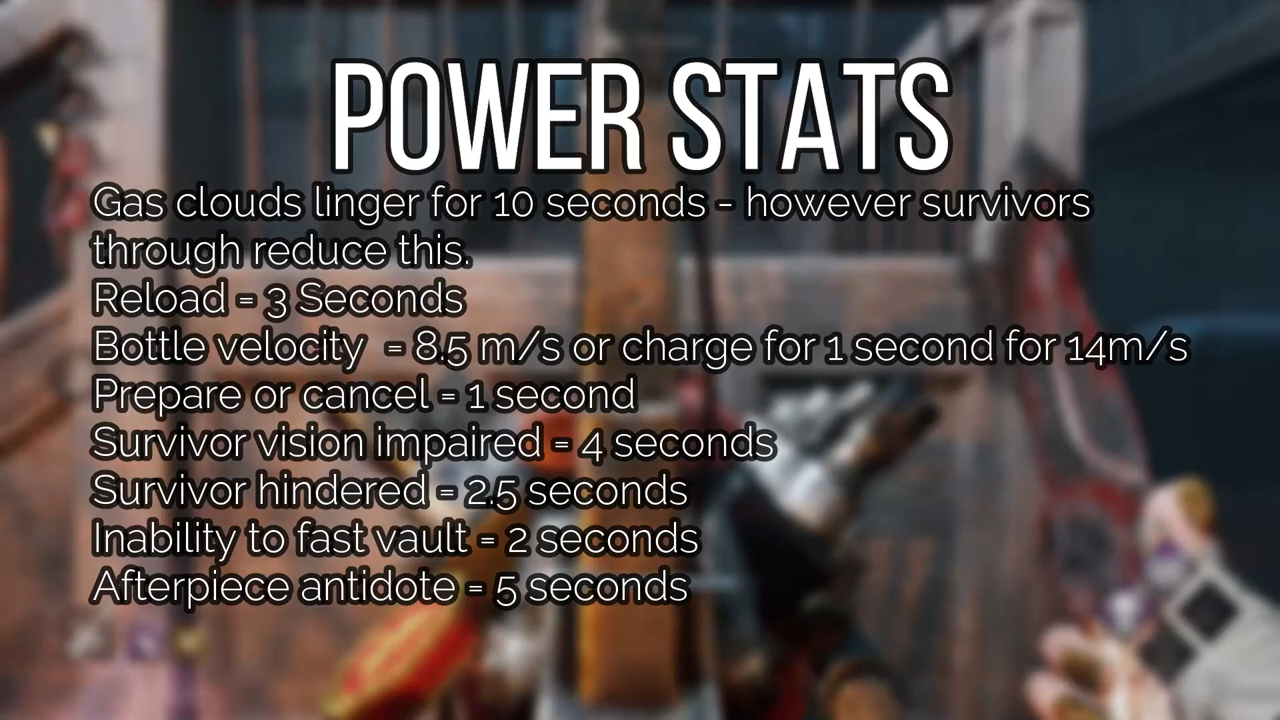 POWER STATS
Gas clouds linger for 10 seconds - however survivors
through reduce this.
Reload = 3 Seconds
Bottle velocity  = 8.5 m/s or charge for 1 second for 14m/s
Prepare or cancel = 1 second
Survivor vision impaired = 4 seconds
Survivor hindered = 2.5 seconds
Inability to fast vault = 2 seconds
Afterpiece antidote = 5 seconds